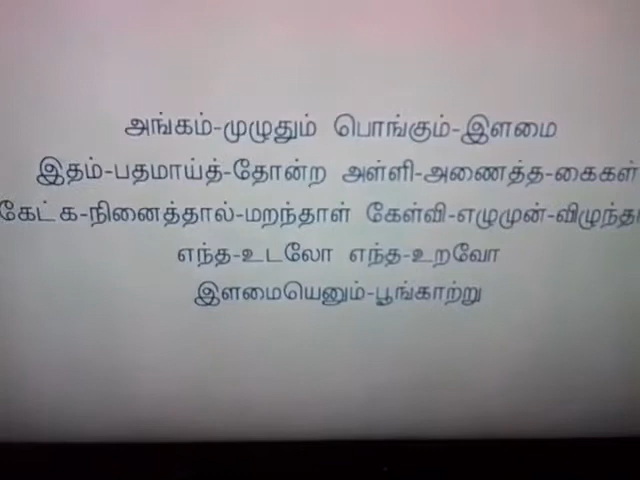 அங்கம்-முழுதும் பொங்கும்-இளமை
இதம்-பதமாய்த்-தோன்ற அள்ளி-அணைத்த-கைகள்
கேட்க-நினைத்தால்-மறந்தாள் கேள்வி-எழுமுன்-விழுந்தா
எந்த-உடலோ எந்த-உறவோ
இளமையெனும்-பூங்காற்று